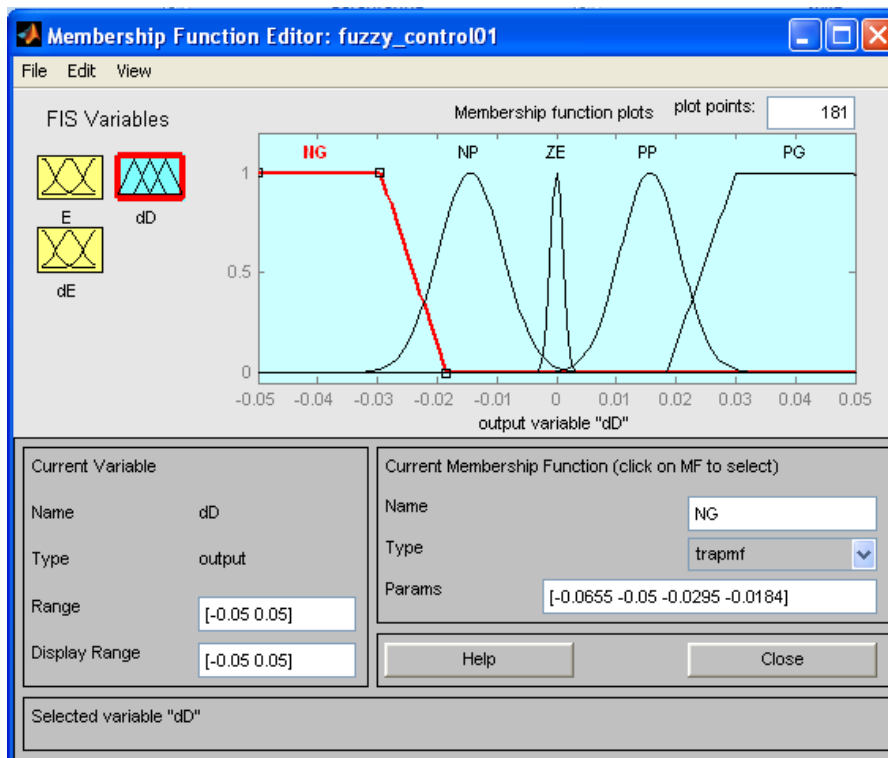 Membership Function Editor: fuzzy_control01
File Edit View
FIS Variables
Membership function plots plot points: 181
E
dD
dE
NG NP ZE PP PG
1
0.5
0
-0.05 -0.04 -0.03 -0.02 -0.01 0 0.01 0.02 0.03 0.04 0.05
output variable "dD"
Current Variable
Name dD
Type output
Range [-0.05 0.05]
Display Range [-0.05 0.05]
Current Membership Function (click on MF to select)
Name NG
Type trapmf
Params [-0.0655 -0.05 -0.0295 -0.0184]
Help Close
Selected variable "dD"